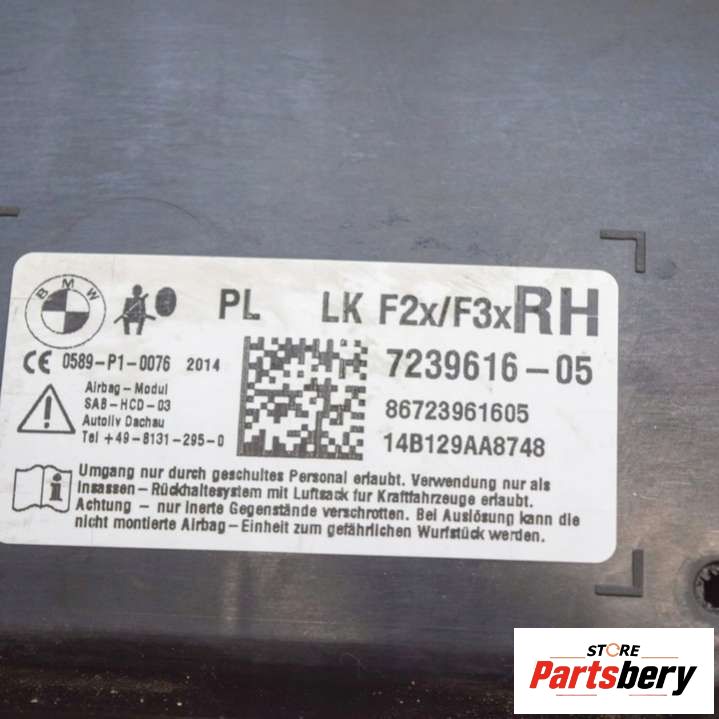 BMW
PL LK F2x/F3x RH
CE 0589-P1-0076 2014
7239616-05
Airbag-Modul
SAB-HCD-03
Autoliv Dachau
Tel +49-8131-295-0
86723961605
14B129AA8748
Umgang nur durch geschultes Personal erlaubt. Verwendung nur als
Insassen-Rückhaltesystem mit Luftsack fur Kraftfahrzeuge erlaubt.
Achtung - nur inerte Gegenstände verschrotten. Bei Auslösung kann die
nicht montierte Airbag-Einheit zum gefährlichen Wurfstück werden.
STORE
Partsbery